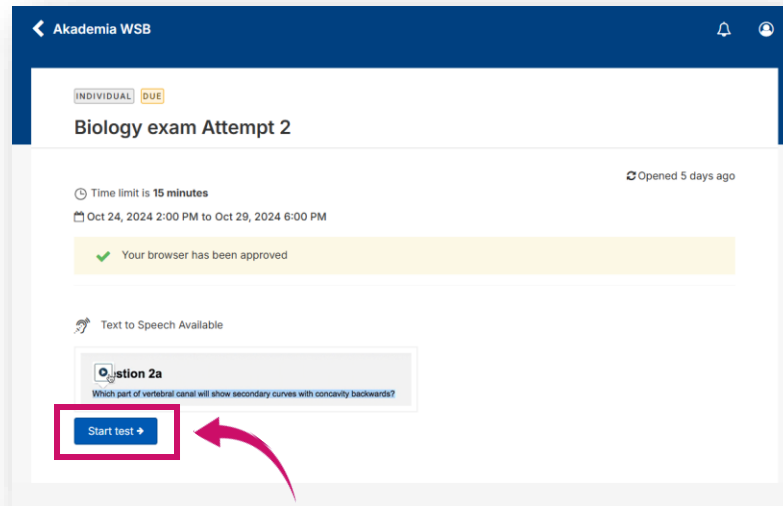 Akademia WSB
INDIVIDUAL DUE
Biology exam Attempt 2
Opened 5 days ago
Time limit is 15 minutes
Oct 24, 2024 2:00 PM to Oct 29, 2024 6:00 PM
Your browser has been approved
Text to Speech Available
stion 2a
Which part of vertebral canal will show secondary curves with concavity backwards?
Start test